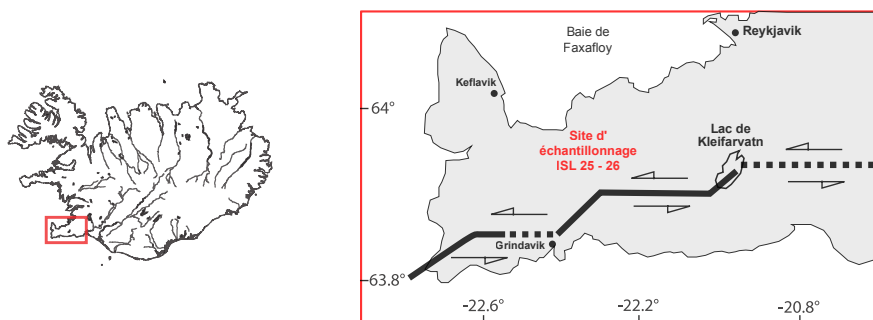 Baie de
Faxafloy
Reykjavik
Keflavik
64°
Site d'
échantillonnage
ISL 25 - 26
Lac de
Kleifarvatn
Grindavik
63.8°
-22.6°
-22.2°
-20.8°